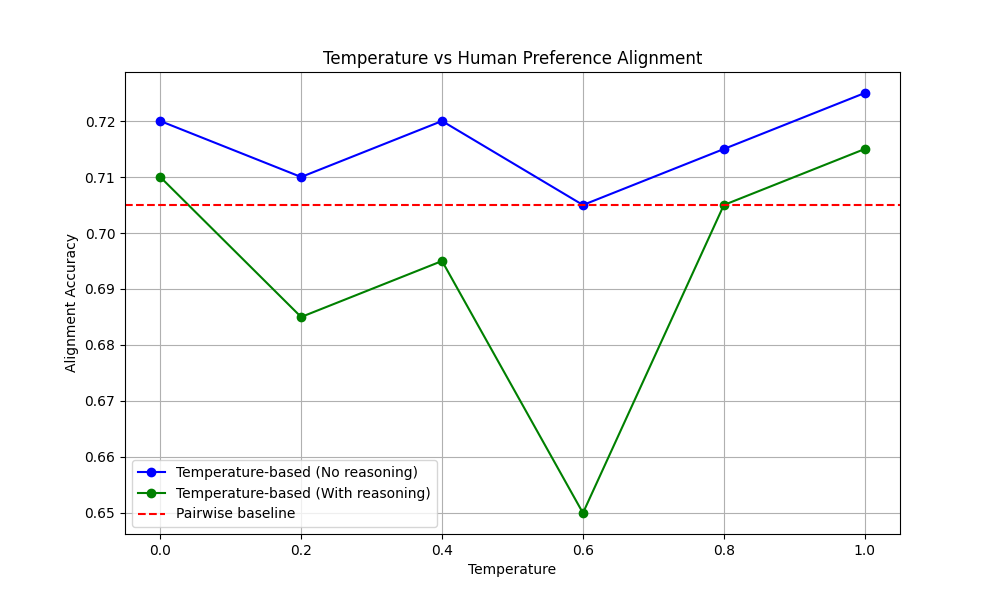 Temperature vs Human Preference Alignment
Alignment Accuracy
0.72
0.71
0.70
0.69
0.68
0.67
0.66
0.65
Temperature-based (No reasoning)
Temperature-based (With reasoning)
Pairwise baseline
0.0 0.2 0.4 0.6 0.8 1.0
Temperature